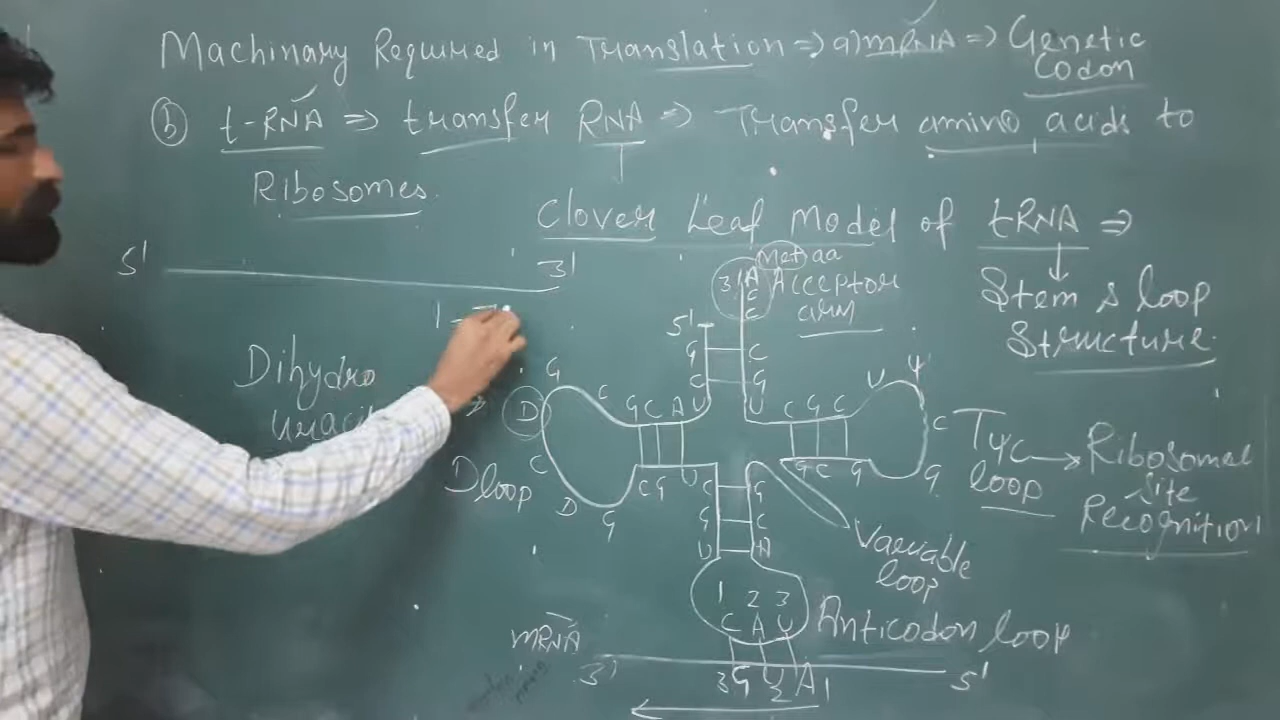 Machinary Required in Translation => a) mRNA => Genetic
Codon
(b) t-RNA => transfer RNA => Transfer amino acids to
Ribosomes.
Clover Leaf Model of tRNA =>
Stem & loop
Structure.
5' 3'
Met aa
3' A
C
C
Acceptor
arm
5'
G C
C G
U U
Dihydro
D
G
C
G C A
C G U
C
D
G
D loop
C G C
G C G
U
Ψ
C
G
TΨC
loop
Ribosomal
Site
Recognition
C G
G C
U A
Variable
loop
1 2 3
C A U
Anticodon loop
mRNA
3' 5'
3 G U A 1
2